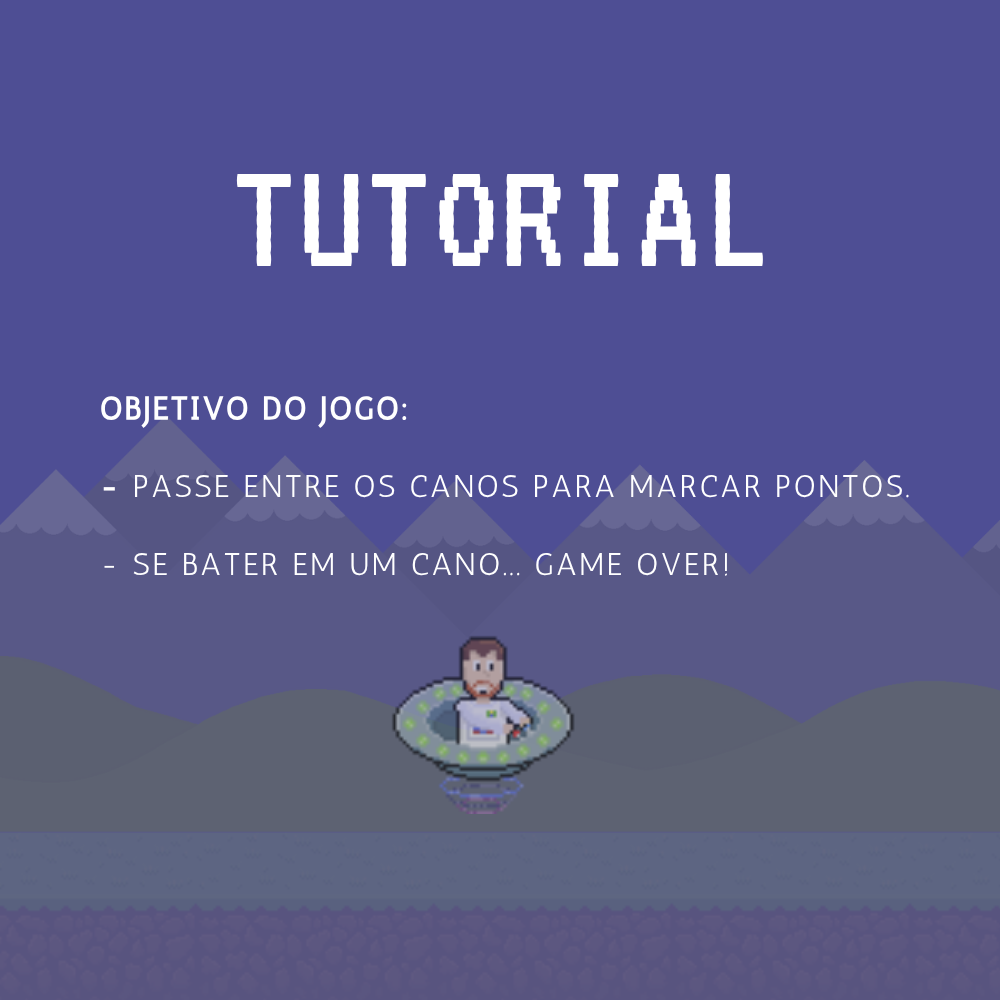 TUTORIAL
OBJETIVO DO JOGO:
- PASSE ENTRE OS CANOS PARA MARCAR PONTOS.
- SE BATER EM UM CANO... GAME OVER!